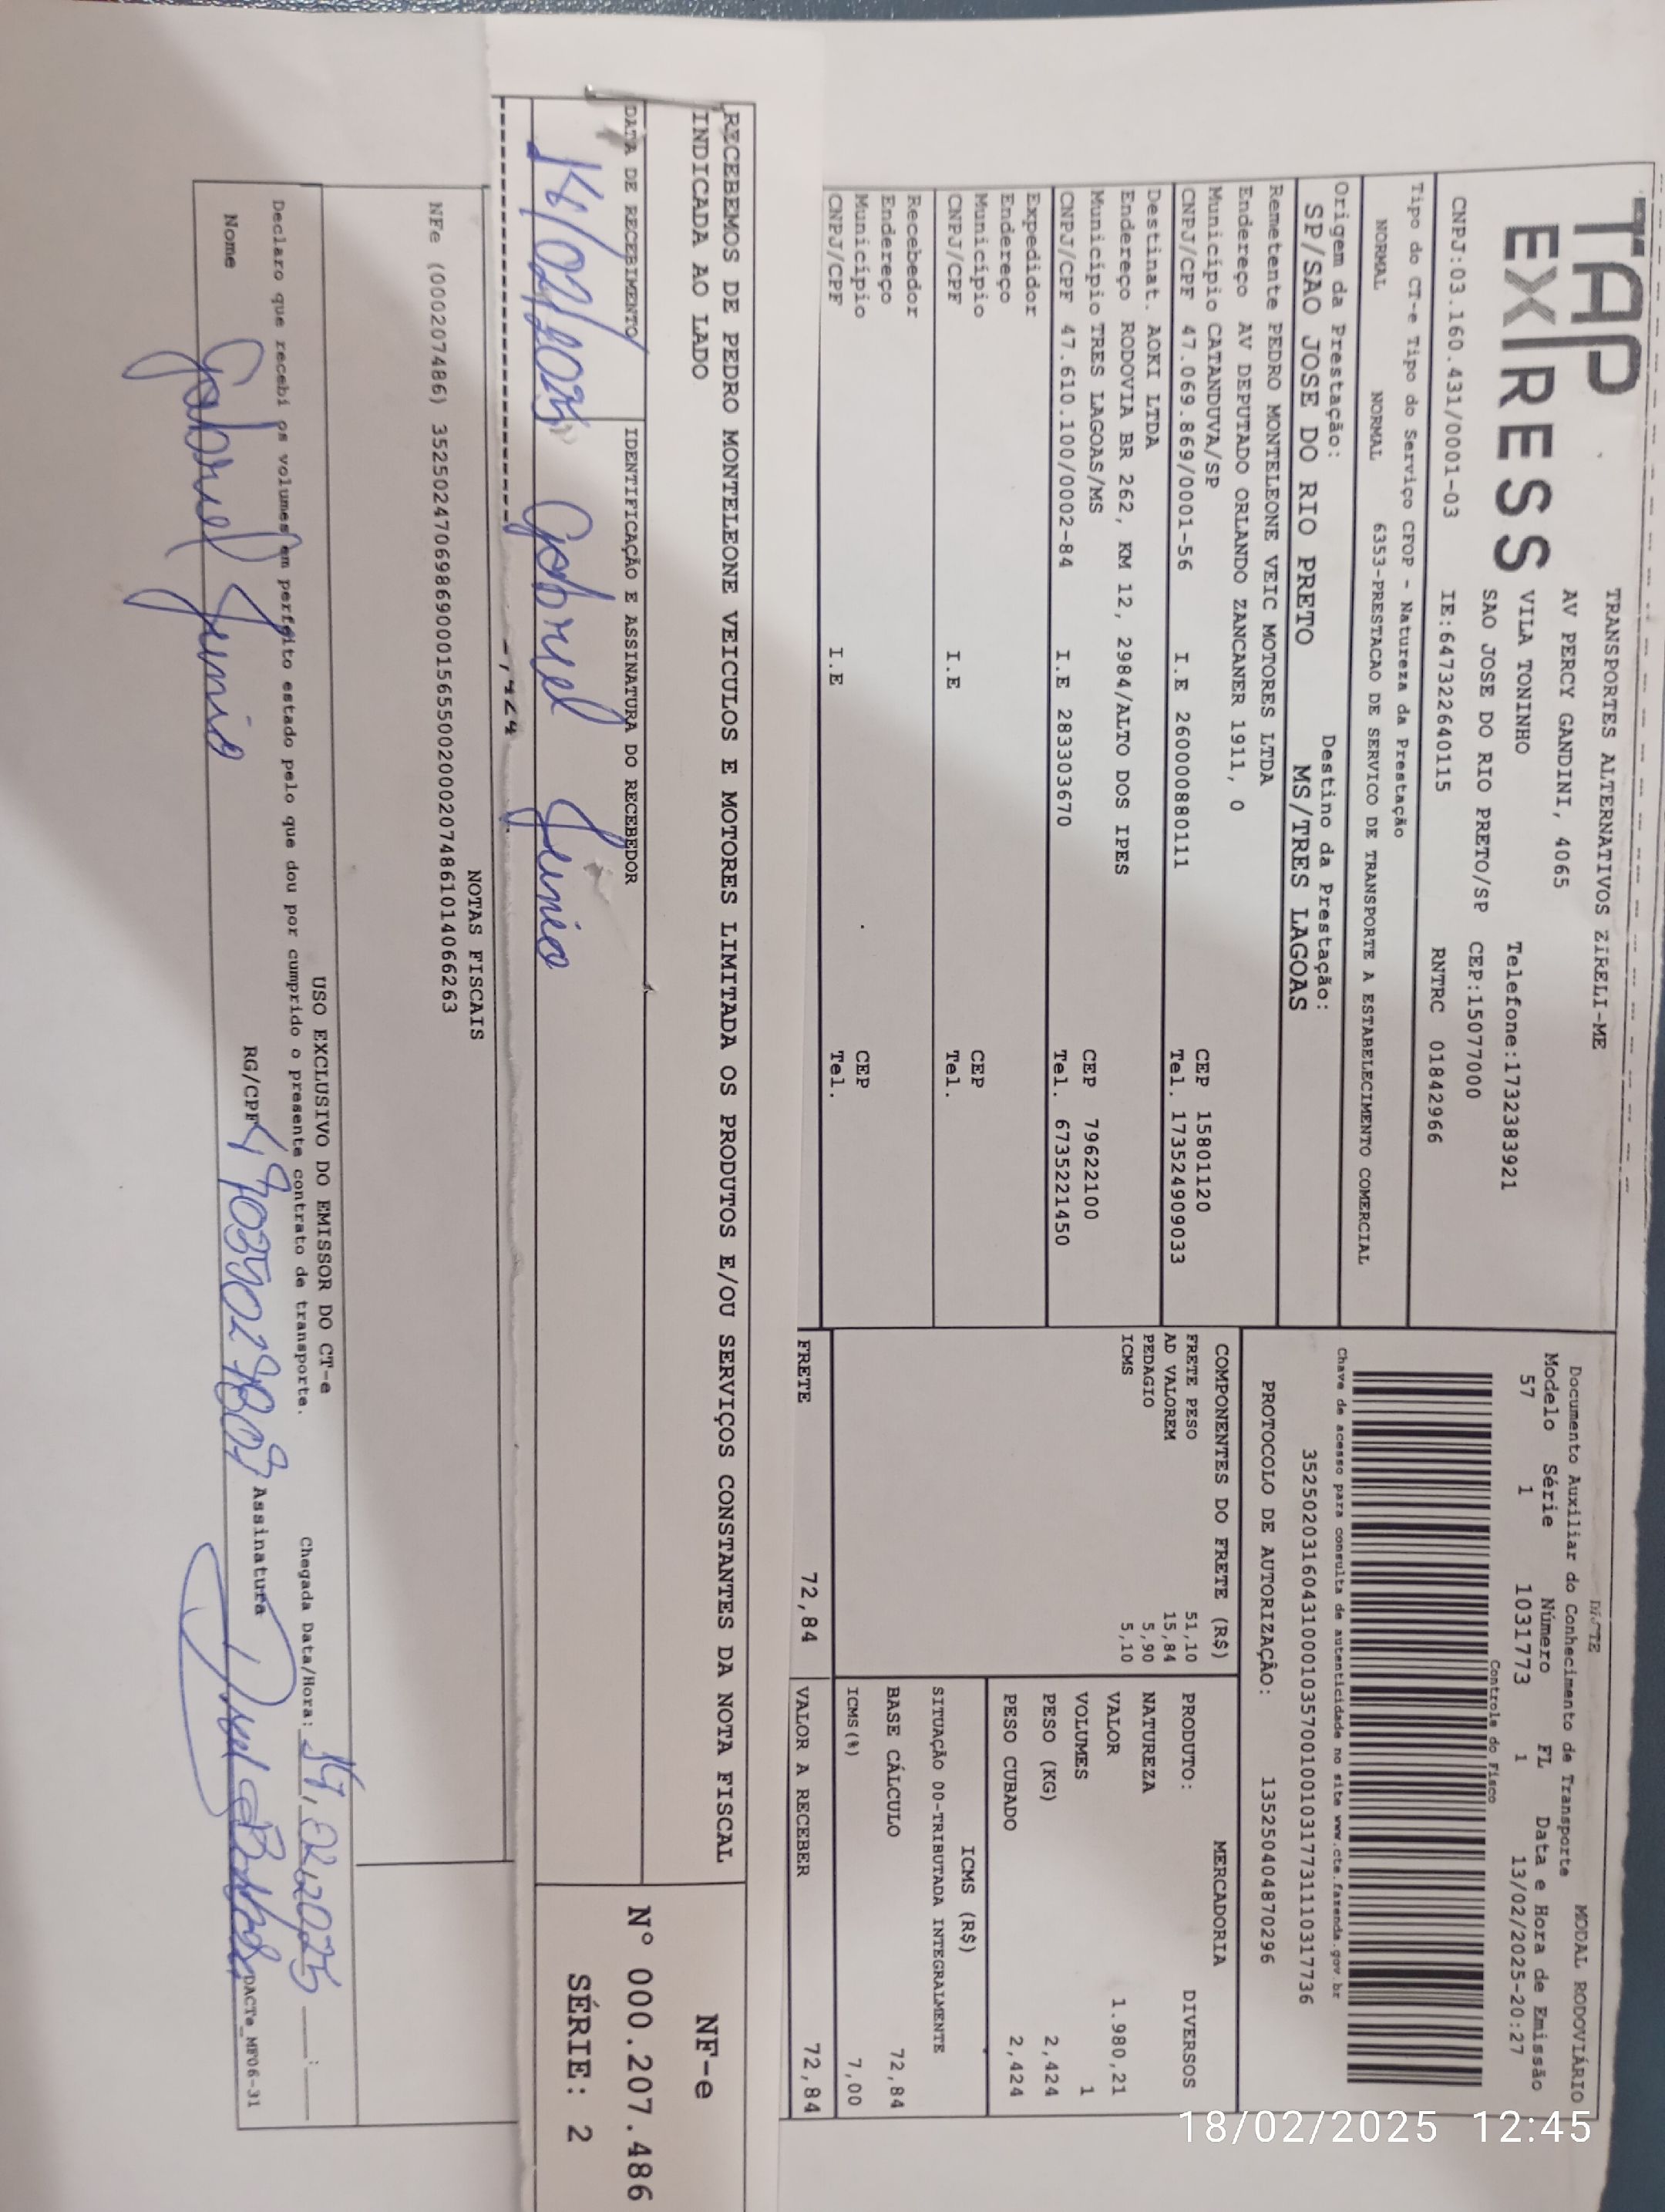 TAP
EXPRESS
TRANSPORTES ALTERNATIVOS EIRELI-ME
AV PERCY GANDINI, 4065
VILA TONINHO
Telefone:1732383921
SAO JOSE DO RIO PRETO/SP CEP:15077000
CNPJ:03.160.431/0001-03 IE:647322640115 RNTRC 01842966
Tipo do CT-e Tipo do Serviço CFOP - Natureza da Prestação
NORMAL NORMAL 6353-PRESTACAO DE SERVICO DE TRANSPORTE A ESTABELECIMENTO COMERCIAL
Origem da Prestação: Destino da Prestação:
SP/SAO JOSE DO RIO PRETO MS/TRES LAGOAS
Remetente PEDRO MONTELEONE VEIC MOTORES LTDA
Endereço AV DEPUTADO ORLANDO ZANCANER 1911, 0
Município CATANDUVA/SP CEP 15801120
CNPJ/CPF 47.069.869/0001-56 I.E 260000880111 Tel. 173524909033
Destinat. AOKI LTDA
Endereço RODOVIA BR 262, KM 12, 2984/ALTO DOS IPES
Município TRES LAGOAS/MS CEP 79622100
CNPJ/CPF 47.610.100/0002-84 I.E 283303670 Tel. 6735221450
Expedidor
Endereço
Município CEP
CNPJ/CPF I.E Tel.
Recebedor
Endereço
Município CEP
CNPJ/CPF I.E Tel.
DACTE
MODAL RODOVIÁRIO
Documento Auxiliar do Conhecimento de Transporte
Modelo Série Número FL Data e Hora de Emissão
57 1 1031773 1 13/02/2025-20:27
Controle do Fisco
Chave de acesso para consulta de autenticidade no site www.cte.fazenda.gov.br
35250203160431000103570010010317731110317736
PROTOCOLO DE AUTORIZAÇÃO: 135250404870296
COMPONENTES DO FRETE (R$)
FRETE PESO 51,10
AD VALOREM 15,84
PEDAGIO 5,90
ICMS 5,10
MERCADORIA
PRODUTO: DIVERSOS
NATUREZA
VALOR 1.980,21
VOLUMES 1
PESO (KG) 2,424
PESO CUBADO 2,424
ICMS (R$)
SITUAÇÃO 00-TRIBUTADA INTEGRALMENTE
BASE CÁLCULO 72,84
ICMS(%) 7,00
FRETE 72,84 VALOR A RECEBER 72,84
RECEBEMOS DE PEDRO MONTELEONE VEICULOS E MOTORES LIMITADA OS PRODUTOS E/OU SERVIÇOS CONSTANTES DA NOTA FISCAL
INDICADA AO LADO
DATA DE RECEBIMENTO IDENTIFICAÇÃO E ASSINATURA DO RECEBEDOR
14/02/2025 Gabriel Junio
NF-e
Nº 000.207.486
SÉRIE: 2
NOTAS FISCAIS
NFe (000207486) 35250247069869000156550020002074861014066263
USO EXCLUSIVO DO EMISSOR DO CT-e
Declaro que recebi os volumes em perfeito estado pelo que dou por cumprido o presente contrato de transporte.
Chegada Data/Hora:
Nome Gabriel Junio RG/CPF Assinatura
DACTe_MF06-31
18/02/2025 12:45